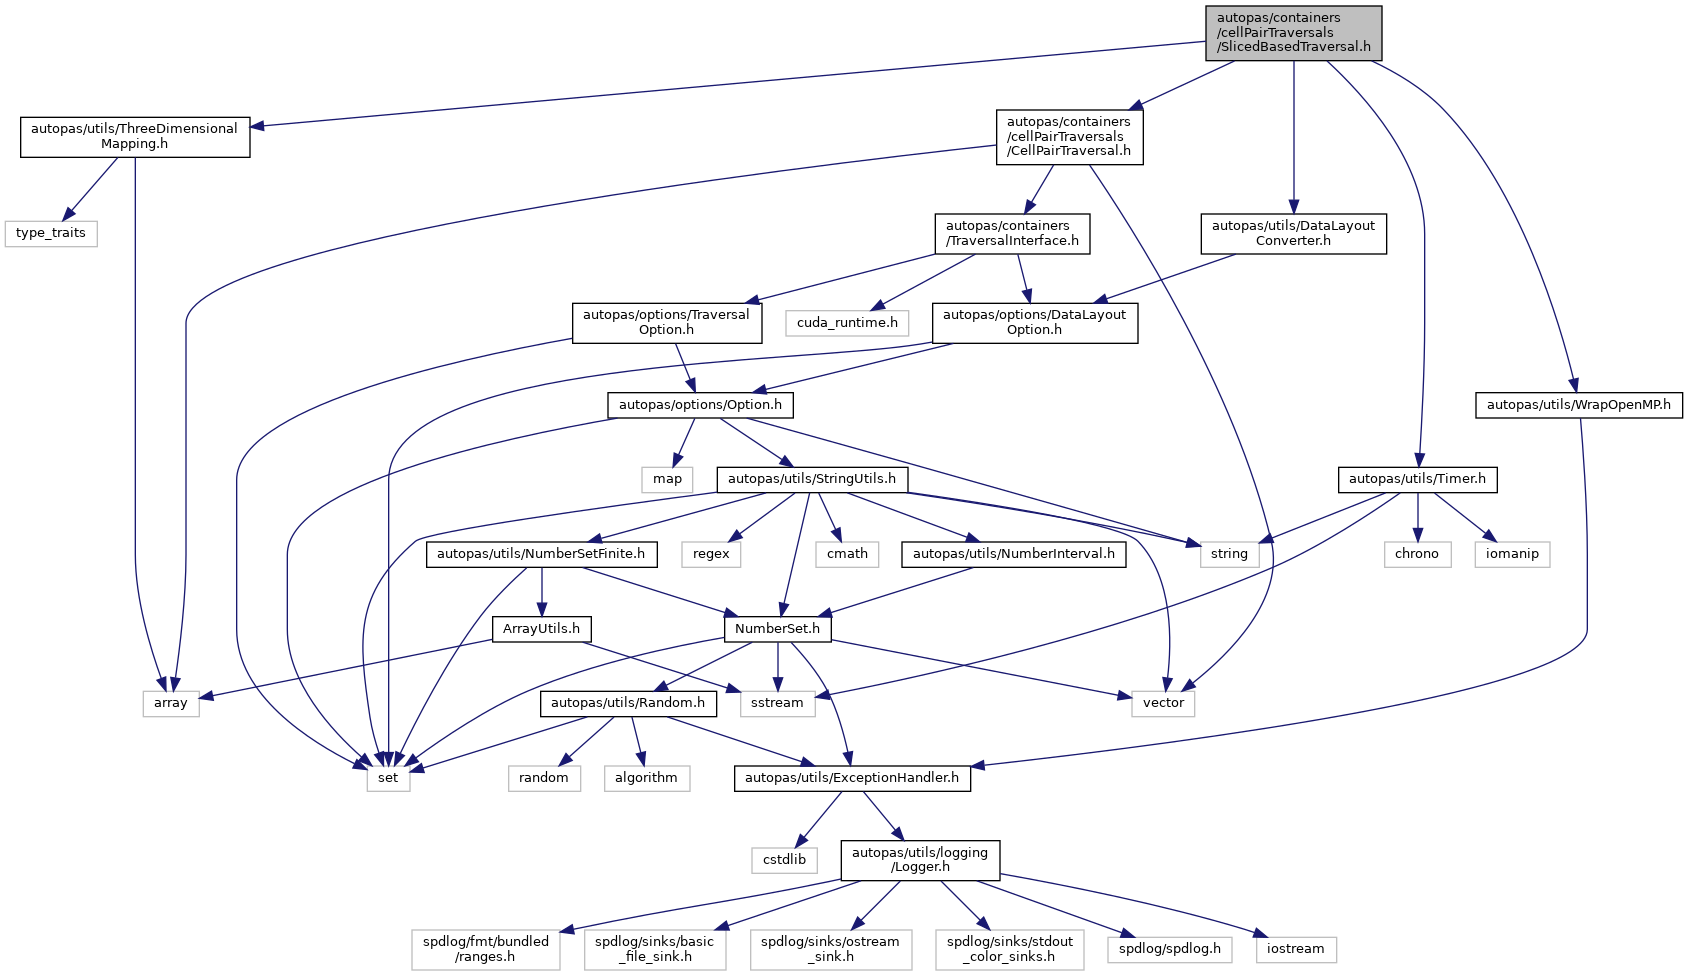 autopas/containers
/cellPairTraversals
/SlicedBasedTraversal.h
autopas/utils/ThreeDimensional
Mapping.h
autopas/containers
/cellPairTraversals
/CellPairTraversal.h
type_traits
autopas/containers
/TraversalInterface.h
autopas/utils/DataLayout
Converter.h
autopas/options/Traversal
Option.h
cuda_runtime.h
autopas/options/DataLayout
Option.h
autopas/options/Option.h
autopas/utils/WrapOpenMP.h
map
autopas/utils/StringUtils.h
autopas/utils/Timer.h
autopas/utils/NumberSetFinite.h
regex
cmath
autopas/utils/NumberInterval.h
string
chrono
iomanip
ArrayUtils.h
NumberSet.h
array
autopas/utils/Random.h
sstream
vector
set
random
algorithm
autopas/utils/ExceptionHandler.h
cstdlib
autopas/utils/logging
/Logger.h
spdlog/fmt/bundled
/ranges.h
spdlog/sinks/basic
_file_sink.h
spdlog/sinks/ostream
_sink.h
spdlog/sinks/stdout
_color_sinks.h
spdlog/spdlog.h
iostream